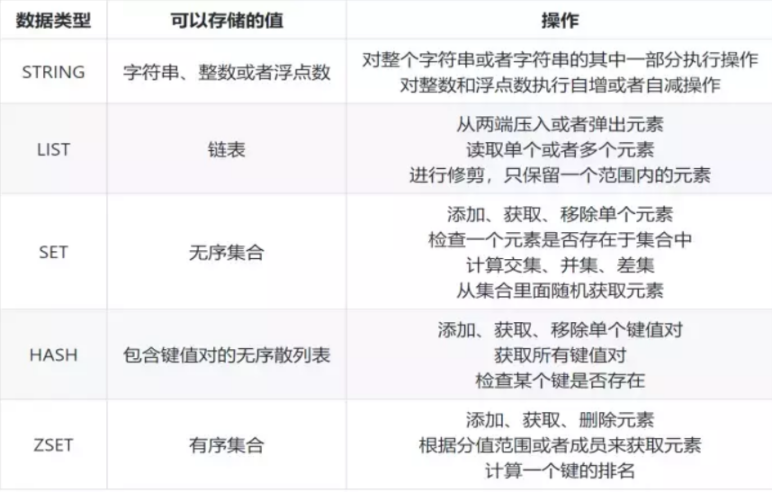 数据类型 可以存储的值 操作
STRING 字符串、整数或者浮点数 对整个字符串或者字符串的其中一部分执行操作
对整数和浮点数执行自增或者自减操作
LIST 链表 从两端压入或者弹出元素
读取单个或者多个元素
进行修剪，只保留一个范围内的元素
SET 无序集合 添加、获取、移除单个元素
检查一个元素是否存在于集合中
计算交集、并集、差集
从集合里面随机获取元素
HASH 包含键值对的无序散列表 添加、获取、移除单个键值对
获取所有键值对
检查某个键是否存在
ZSET 有序集合 添加、获取、删除元素
根据分值范围或者成员来获取元素
计算一个键的排名